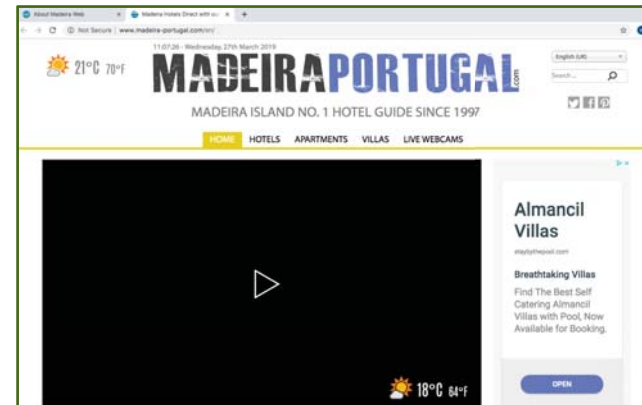 About Madeira Web
Madeira Hotels Direct with ou
Not Secure | www.madeira-portugal.com/en/
11:07:26 - Wednesday, 27th March 2019
21°C 70°F
MADEIRAPORTUGAL.com
English (UK)
Search...
MADEIRA ISLAND NO. 1 HOTEL GUIDE SINCE 1997
HOME HOTELS APARTMENTS VILLAS LIVE WEBCAMS
Almancil
Villas
staybythepool.com
Breathtaking Villas
Find The Best Self
Catering Almancil
Villas with Pool, Now
Available for Booking.
18°C 64°F
OPEN